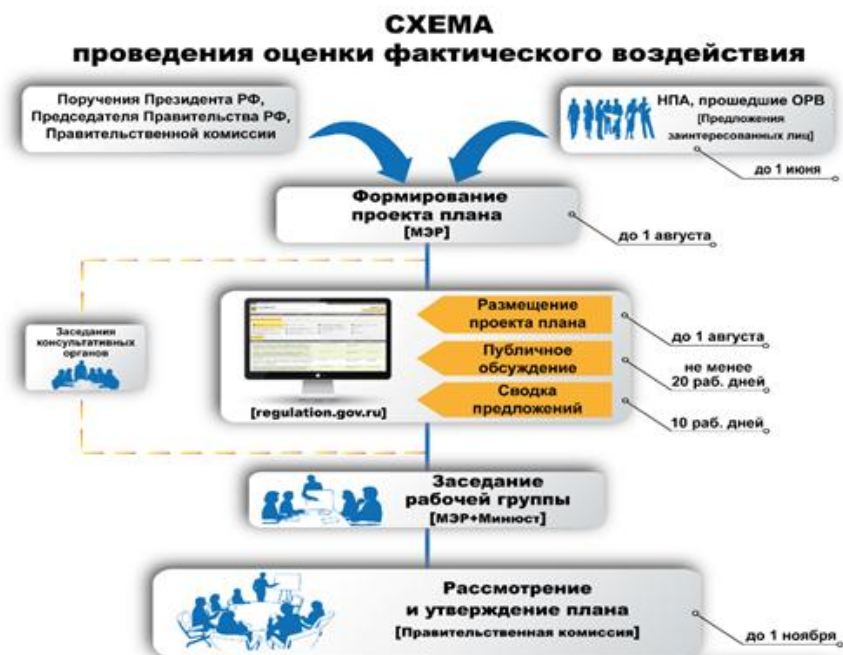 СХЕМА
проведения оценки фактического воздействия
Поручения Президента РФ,
Председателя Правительства РФ,
Правительственной комиссии
НПА, прошедшие ОРВ
[Предложения
заинтересованных лиц]
до 1 июня
Формирование
проекта плана
[МЭР]
до 1 августа
Заседания
консультативных
органов
Размещение
проекта плана
до 1 августа
Публичное
обсуждение
не менее
20 раб. дней
Сводка
предложений
[regulation.gov.ru]
10 раб. дней
Заседание
рабочей группы
[МЭР+Минюст]
Рассмотрение
и утверждение плана
[Правительственная комиссия]
до 1 ноября